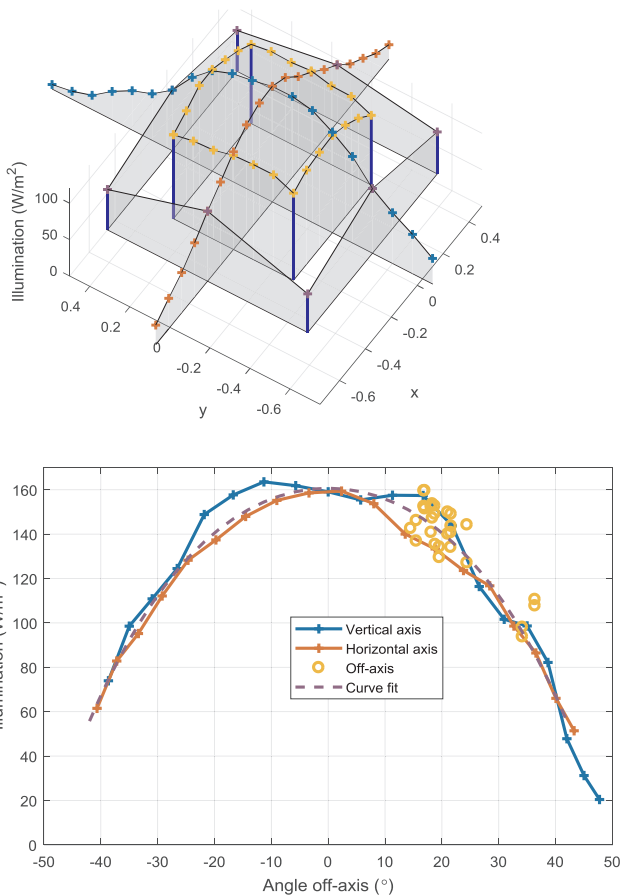 Illumination (W/m²)
100
50
0
0.4
0.2
0
-0.2
-0.4
-0.6
y
0.4
0.2
0
-0.2
-0.4
-0.6
x
160
140
120
100
80
60
40
20
0
Vertical axis
Horizontal axis
Off-axis
Curve fit
-50 -40 -30 -20 -10 0 10 20 30 40 50
Angle off-axis (°)